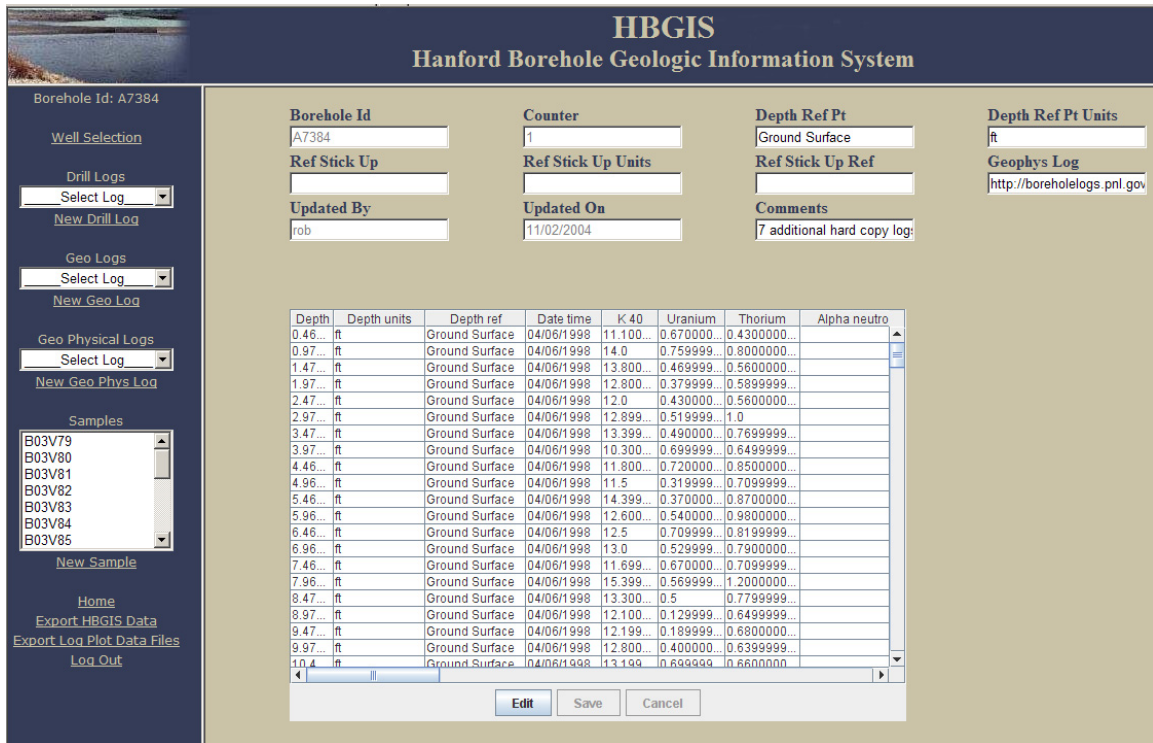 HBGIS
Hanford Borehole Geologic Information System
Borehole Id: A7384
Well Selection
Drill Logs
_____Select Log____
New Drill Log
Geo Logs
_____Select Log____
New Geo Log
Geo Physical Logs
_____Select Log____
New Geo Phys Log
Samples
B03V79
B03V80
B03V81
B03V82
B03V83
B03V84
B03V85
New Sample
Home
Export HBGIS Data
Export Log Plot Data Files
Log Out
Borehole Id Counter Depth Ref Pt Depth Ref Pt Units
A7384 1 Ground Surface ft
Ref Stick Up Ref Stick Up Units Ref Stick Up Ref Geophys Log
http://boreholelogs.pnl.gov
Updated By Updated On Comments
rob 11/02/2004 7 additional hard copy logs
Depth Depth units Depth ref Date time K 40 Uranium Thorium Alpha neutro
0.46... ft Ground Surface 04/06/1998 11.100... 0.670000... 0.4300000...
0.97... ft Ground Surface 04/06/1998 14.0 0.759999... 0.8000000...
1.47... ft Ground Surface 04/06/1998 13.800... 0.469999... 0.5600000...
1.97... ft Ground Surface 04/06/1998 12.800... 0.379999... 0.5899999...
2.47... ft Ground Surface 04/06/1998 12.0 0.430000... 0.5600000...
2.97... ft Ground Surface 04/06/1998 12.899... 0.519999... 1.0
3.47... ft Ground Surface 04/06/1998 13.399... 0.490000... 0.7699999...
3.97... ft Ground Surface 04/06/1998 10.300... 0.699999... 0.6499999...
4.46... ft Ground Surface 04/06/1998 11.800... 0.720000... 0.8500000...
4.96... ft Ground Surface 04/06/1998 11.5 0.319999... 0.7099999...
5.46... ft Ground Surface 04/06/1998 14.399... 0.370000... 0.8700000...
5.96... ft Ground Surface 04/06/1998 12.600... 0.540000... 0.9800000...
6.46... ft Ground Surface 04/06/1998 12.5 0.709999... 0.8199999...
6.96... ft Ground Surface 04/06/1998 13.0 0.529999... 0.7900000...
7.46... ft Ground Surface 04/06/1998 11.699... 0.670000... 0.7099999...
7.96... ft Ground Surface 04/06/1998 15.399... 0.569999... 1.2000000...
8.47... ft Ground Surface 04/06/1998 13.300... 0.5 0.7799999...
8.97... ft Ground Surface 04/06/1998 12.100... 0.129999... 0.6499999...
9.47... ft Ground Surface 04/06/1998 12.199... 0.189999... 0.6800000...
9.97... ft Ground Surface 04/06/1998 12.800... 0.400000... 0.6399999...
10.4... ft Ground Surface 04/06/1998 13.199... 0.699999... 0.6600000...
Edit Save Cancel